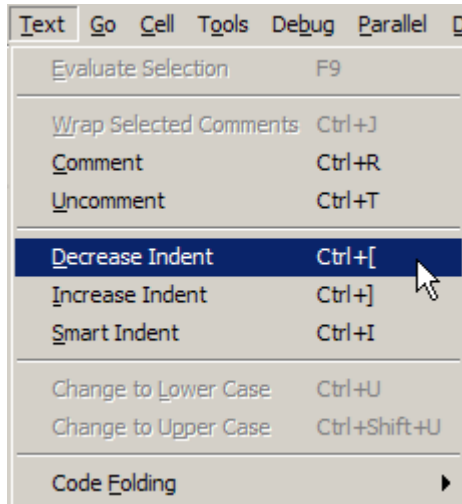 Text Go Cell Tools Debug Parallel
Evaluate Selection F9
Wrap Selected Comments Ctrl+J
Comment Ctrl+R
Uncomment Ctrl+T
Decrease Indent Ctrl+[
Increase Indent Ctrl+]
Smart Indent Ctrl+I
Change to Lower Case Ctrl+U
Change to Upper Case Ctrl+Shift+U
Code Folding